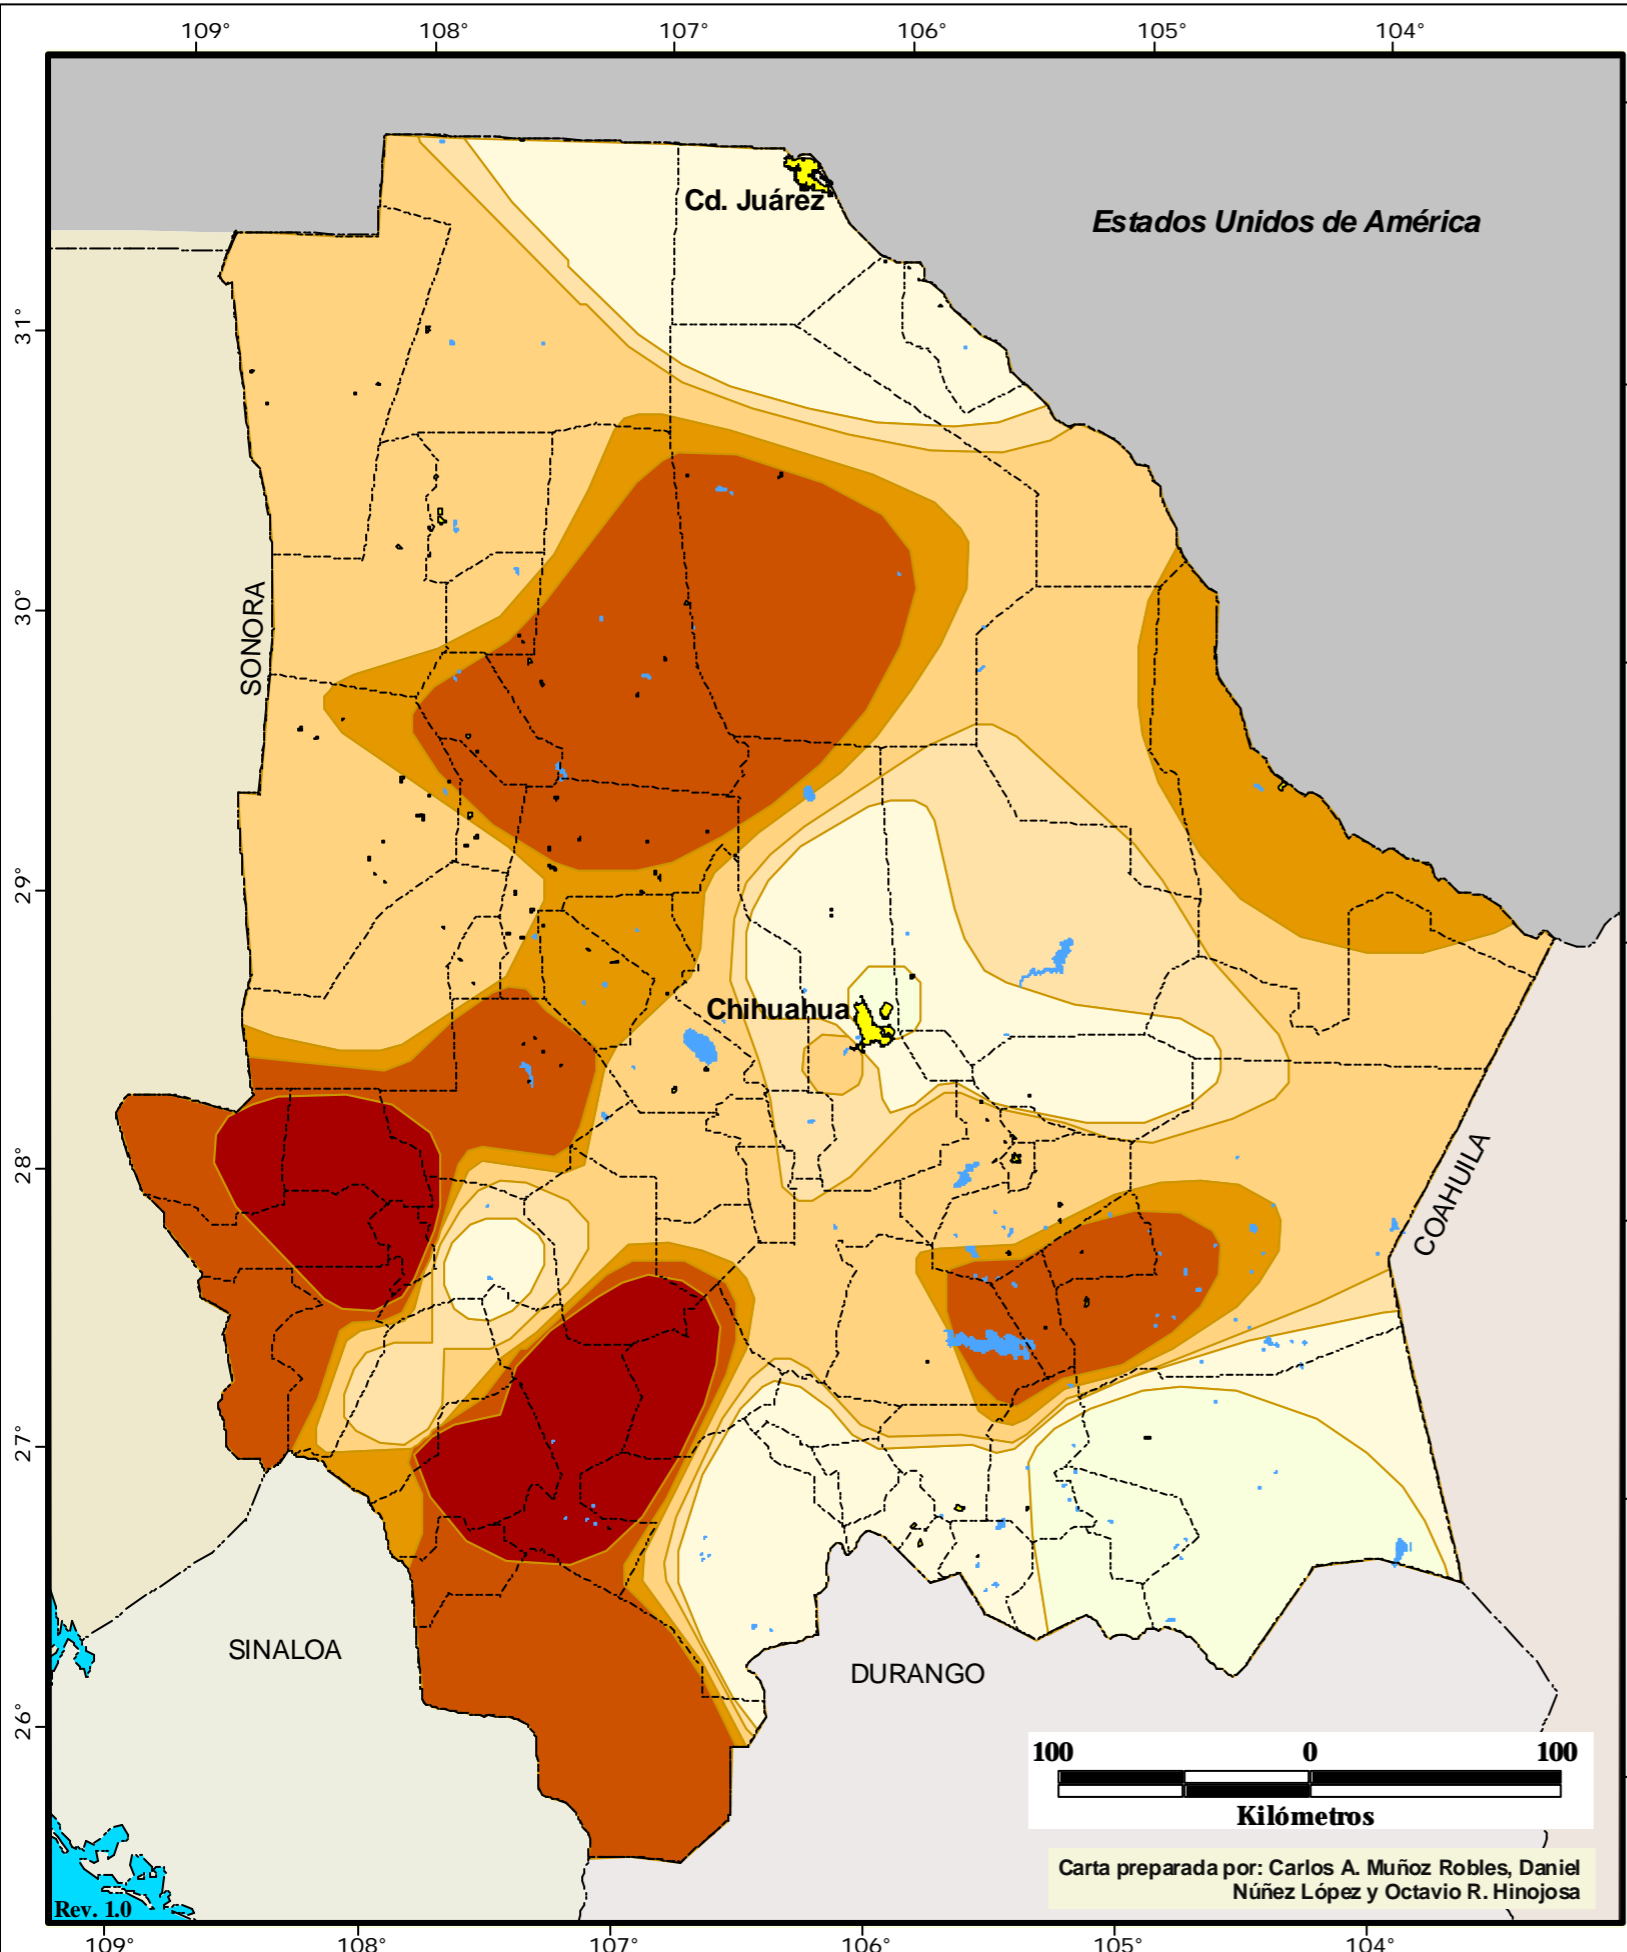 109° 108° 107° 106° 105° 104°
Cd. Juárez
Estados Unidos de América
31°
SONORA
30°
29°
Chihuahua
28°
COAHUILA
27°
SINALOA
DURANGO
26°
100 0 100
Kilómetros
Carta preparada por: Carlos A. Muñoz Robles, Daniel
Núñez López y Octavio R. Hinojosa
Rev. 1.0
109° 108° 107° 106° 105° 104°